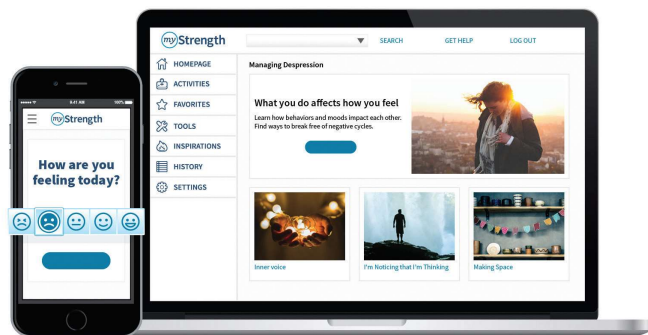 myStrength
SEARCH
GET HELP
LOG OUT
HOMEPAGE
ACTIVITIES
FAVORITES
TOOLS
INSPIRATIONS
HISTORY
SETTINGS
Managing Despression
What you do affects how you feel
Learn how behaviors and moods impact each other.
Find ways to break free of negative cycles.
Inner voice
I'm Noticing that I'm Thinking
Making Space
9:41 AM
100%
myStrength
How are you
feeling today?